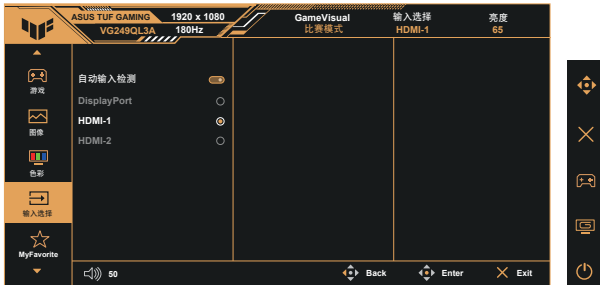 ASUS TUF GAMING 1920 x 1080 GameVisual 输入选择 亮度
VG249QL3A 180Hz 比赛模式 HDMI-1 65
游戏
图像
色彩
输入选择
MyFavorite
自动输入检测
DisplayPort
HDMI-1
HDMI-2
50 Back Enter Exit